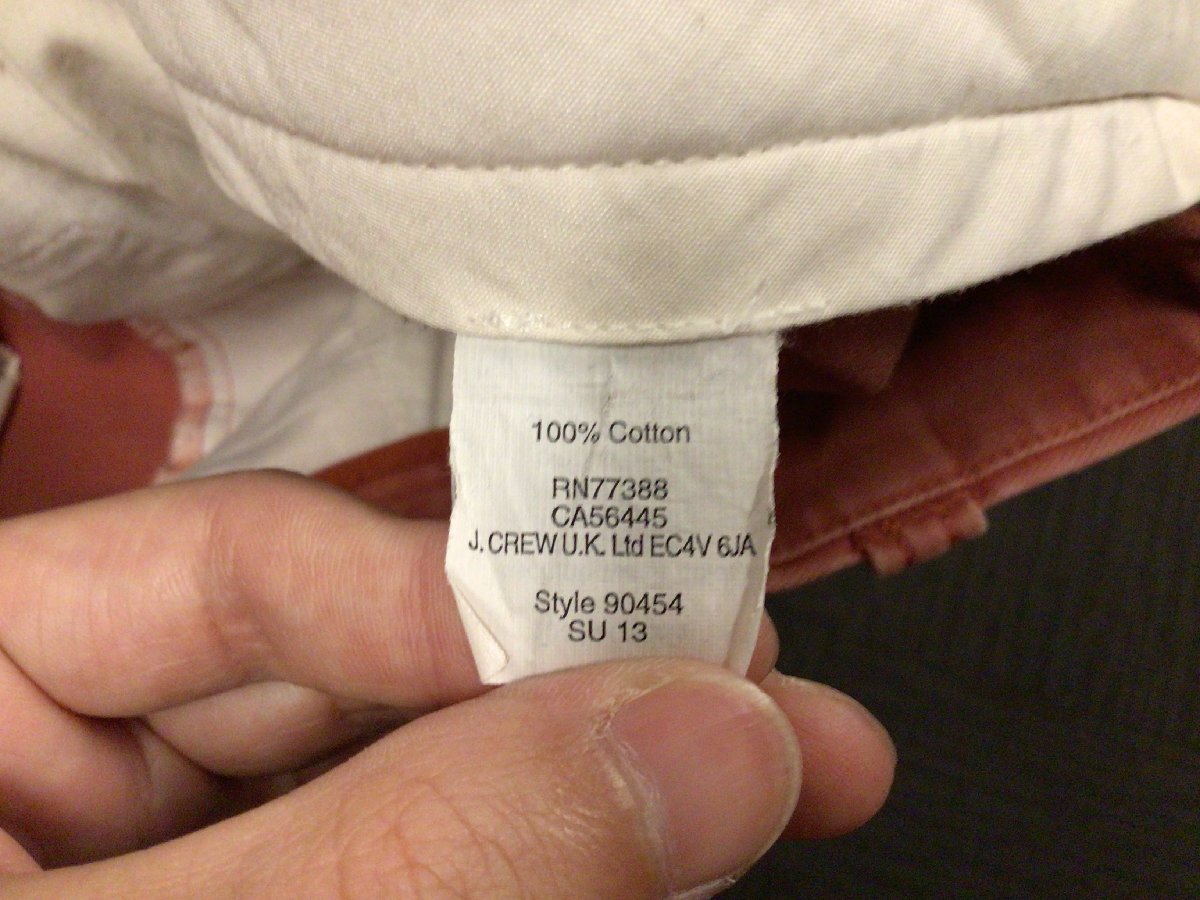 100% Cotton
RN77388
CA56445
J. CREW U.K. Ltd EC4V 6JA
Style 90454
SU 13